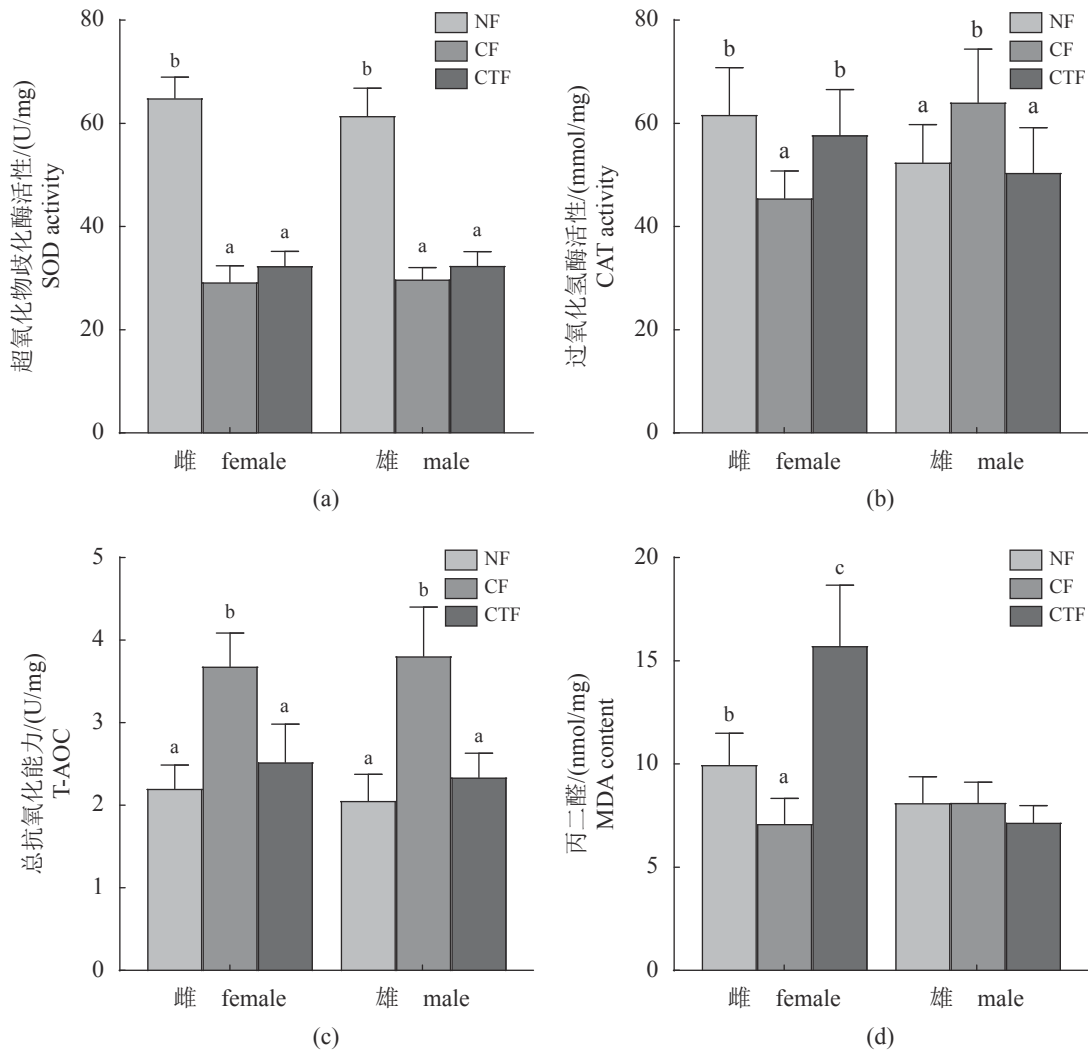 超氧化物歧化酶活性/(U/mg)
SOD activity
80
60
40
20
0
NF
CF
CTF
b
a
a
b
a
a
雌 female
雄 male
(a)
过氧化氢酶活性/(mmol/mg)
CAT activity
80
60
40
20
0
NF
CF
CTF
b
a
b
a
b
a
雌 female
雄 male
(b)
总抗氧化能力/(U/mg)
T-AOC
5
4
3
2
1
0
NF
CF
CTF
a
b
a
a
b
a
雌 female
雄 male
(c)
丙二醛/(nmol/mg)
MDA content
20
15
10
5
0
NF
CF
CTF
b
a
c
雌 female
雄 male
(d)